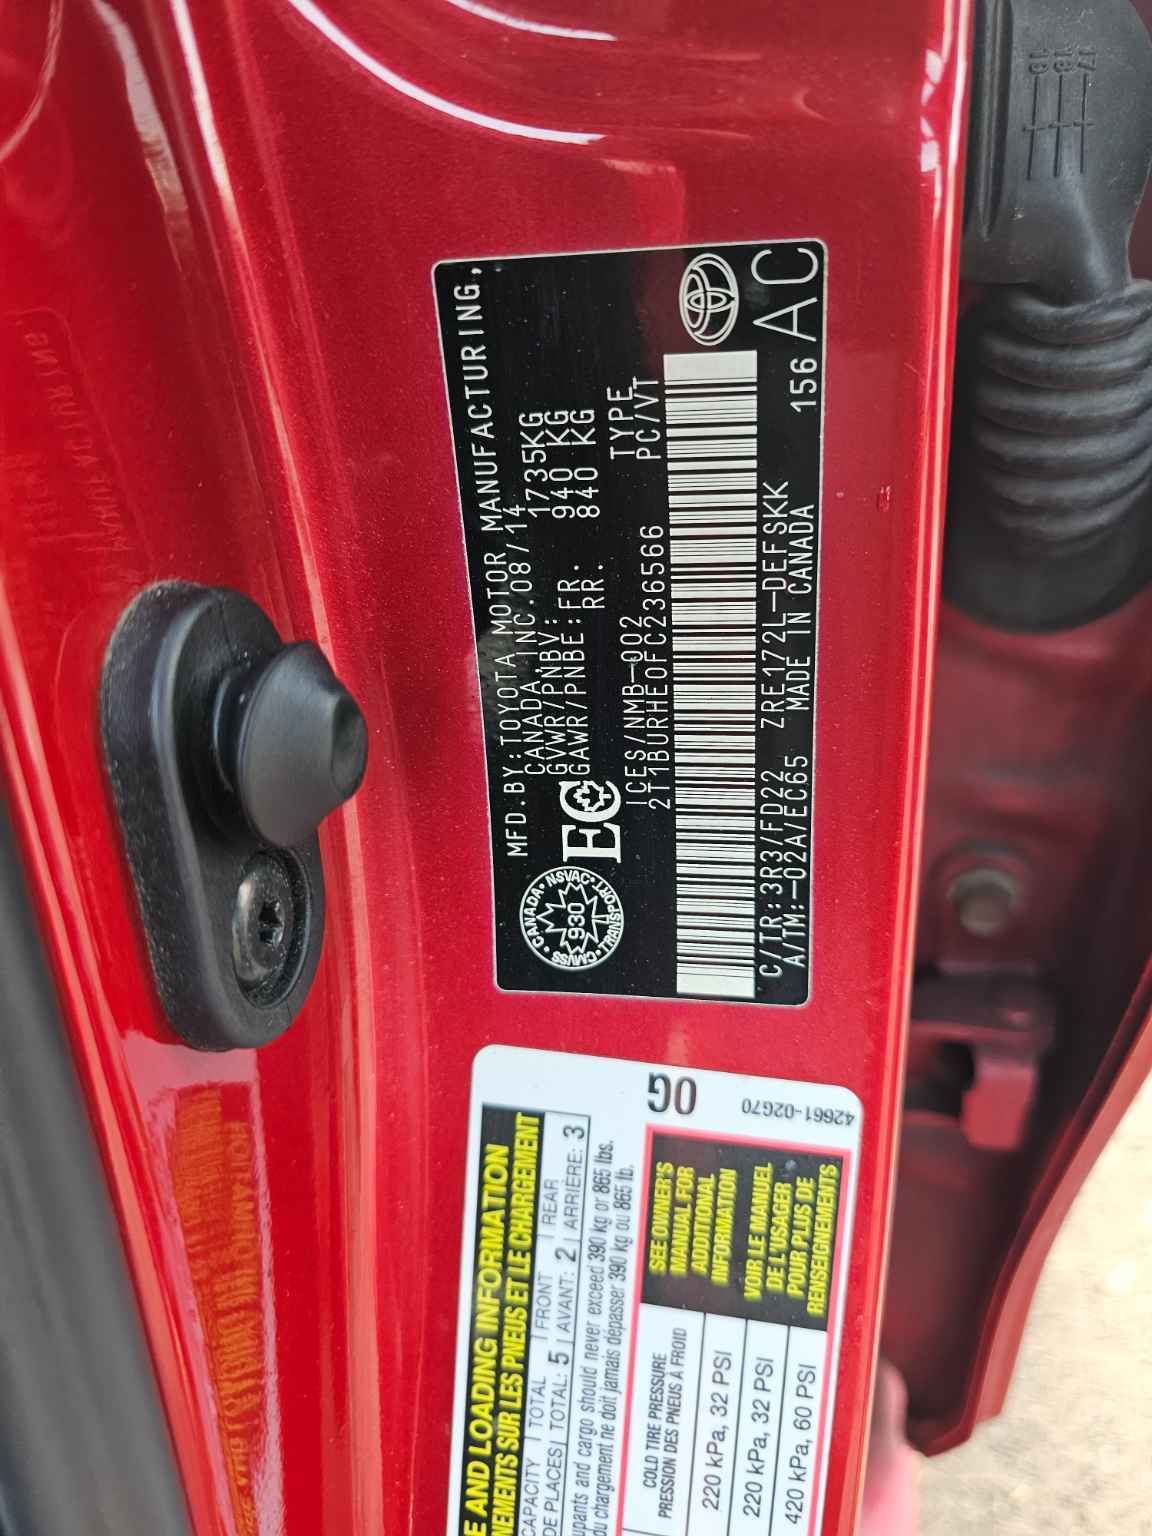 MFD.BY:TOYOTA MOTOR MANUFACTURING,
CANADA,INC.08/14
GVWR/PNBV: 1735KG
GAWR/PNBE:FR. 940 KG
RR. 840 KG
EC
CANADA
NSVAC
TRANSPORT
CMVSS
930
ICES/NMB-002 TYPE
2T1BURHE0FC236566 PC/VT
C/TR:3R3/FD22 ZRE172L-DEFSKK
A/TM:-02A/EC65 MADE IN CANADA 156 AC
E AND LOADING INFORMATION
NEMENTS SUR LES PNEUS ET LE CHARGEMENT
CAPACITY TOTAL FRONT REAR
DE PLACES TOTAL: 5 AVANT: 2 ARRIÈRE: 3
upants and cargo should never exceed 390 kg or 865 lbs.
du chargement ne doit jamais dépasser 390 kg ou 865 lb.
COLD TIRE PRESSURE
PRESSION DES PNEUS À FROID
220 kPa, 32 PSI
220 kPa, 32 PSI
420 kPa, 60 PSI
SEE OWNER'S
MANUAL FOR
ADDITIONAL
INFORMATION
VOIR LE MANUEL
DE L'USAGER
POUR PLUS DE
RENSEIGNEMENTS
0G
42661-02G70
17
18